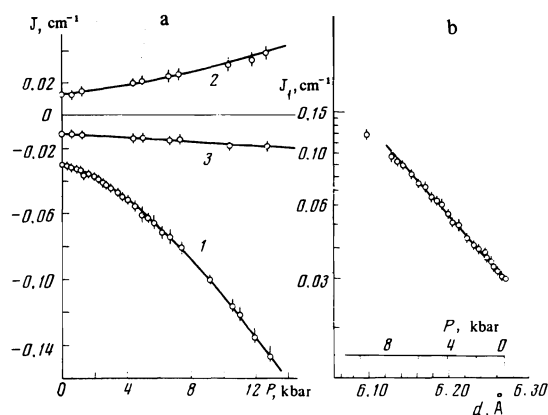 J, cm⁻¹
a
b
0.02
0
-0.02
-0.06
-0.10
-0.14
2
3
1
0 4 8 12 P, kbar
J₁, cm⁻¹
0.15
0.10
0.06
0.03
P, kbar
8 4 0
6.10 6.20 6.30
d, Å